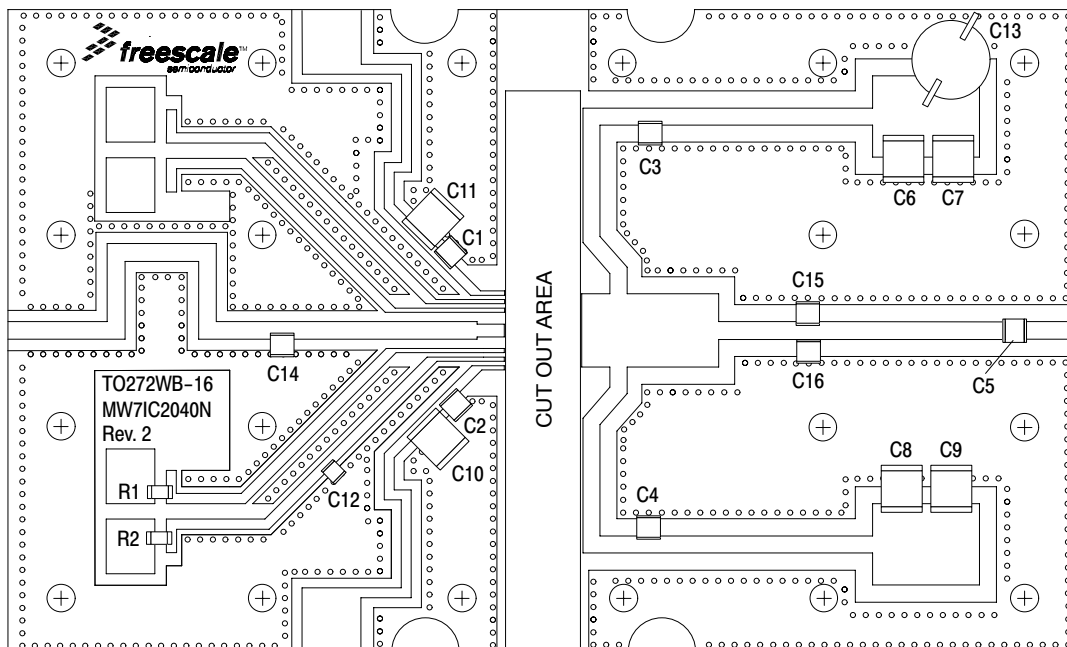 freescale™
semiconductor
C13
C3
C6
C7
C11
C1
C15
C14
C16
C5
CUT OUT AREA
TO272WB-16
MW7IC2040N
Rev. 2
C2
C10
C8
C9
R1
C12
C4
R2